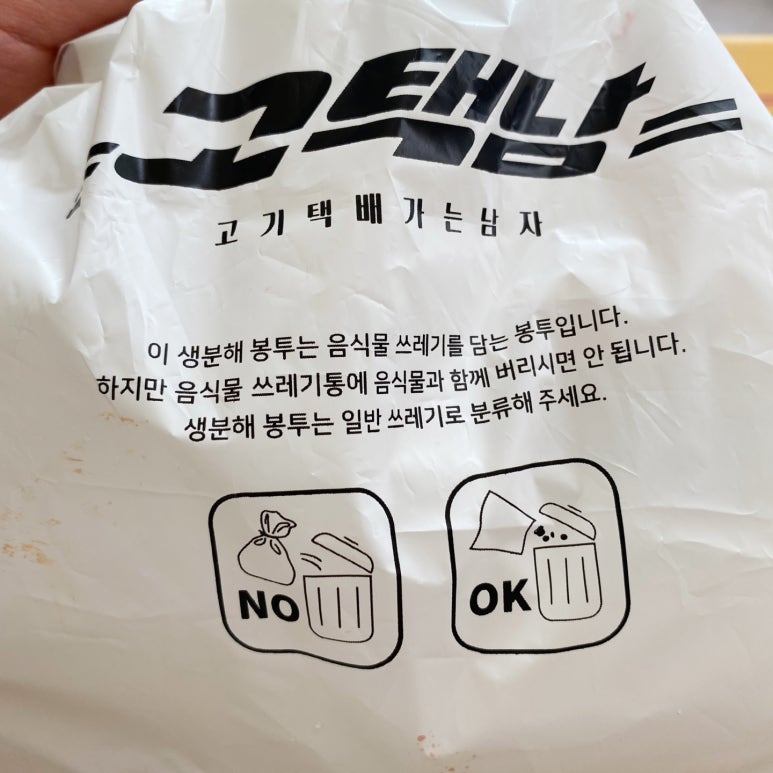 고택남
고기택배가는남자
이 생분해 봉투는 음식물 쓰레기를 담는 봉투입니다.
하지만 음식물 쓰레기통에 음식물과 함께 버리시면 안 됩니다.
생분해 봉투는 일반 쓰레기로 분류해 주세요.
NO
OK